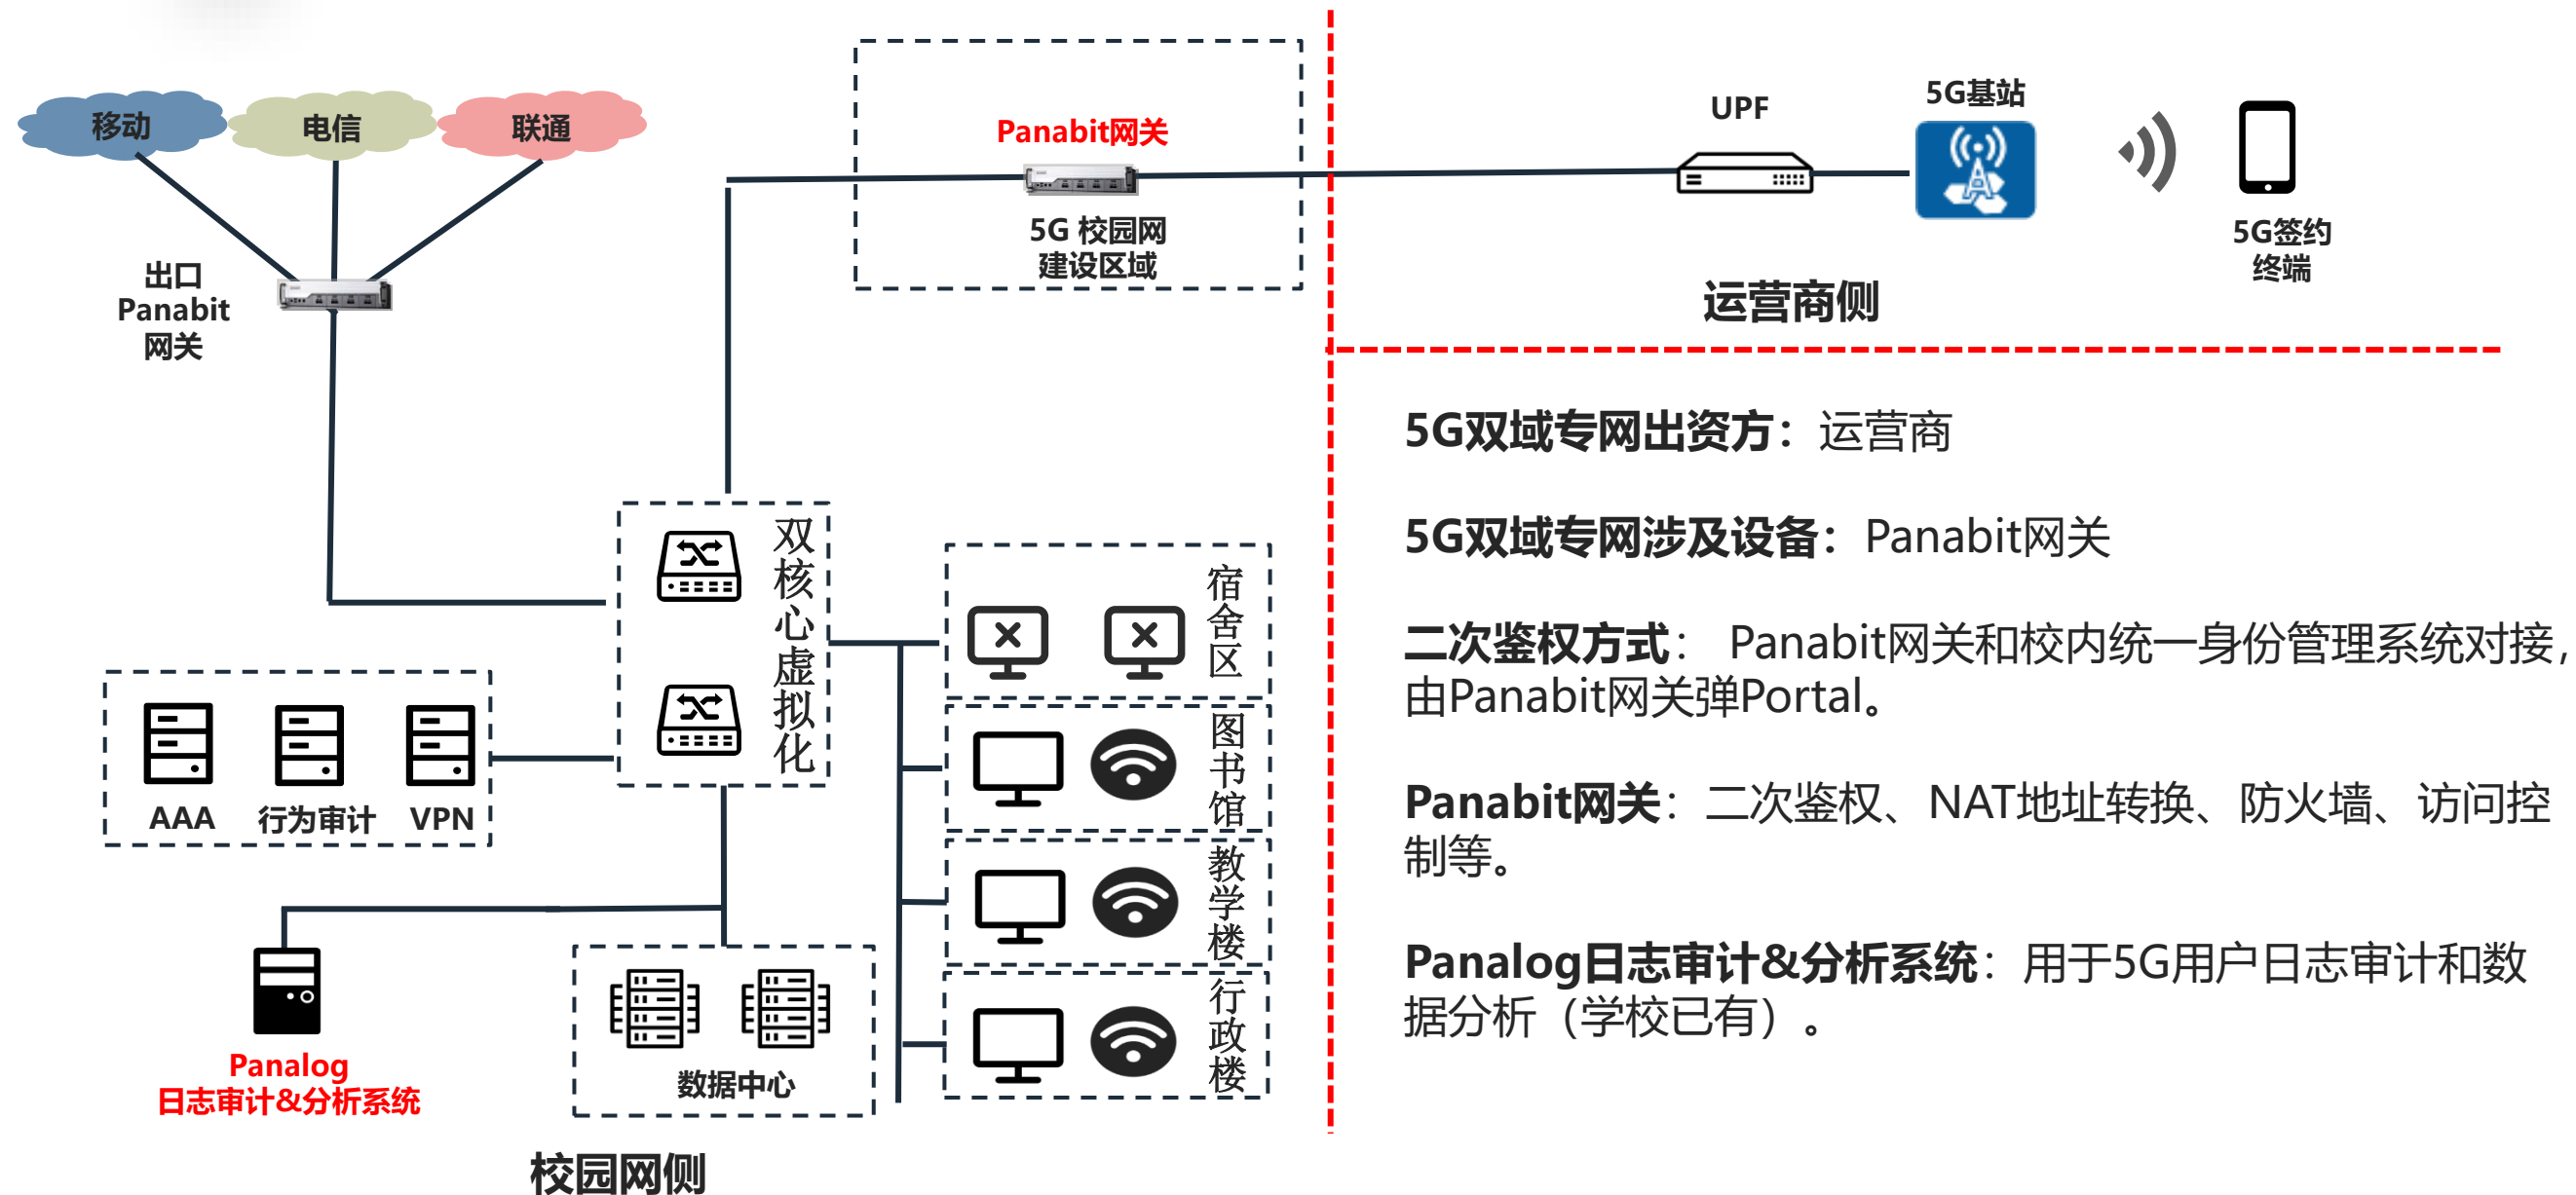 移动
电信
联通
出口
Panabit
网关
Panabit网关
5G 校园网
建设区域
UPF
5G基站
5G签约
终端
运营商侧
双核心虚拟化
AAA
行为审计
VPN
宿舍区
图书馆
教学楼
行政楼
Panalog
日志审计&分析系统
数据中心
校园网侧
5G双域专网出资方：运营商
5G双域专网涉及设备：Panabit网关
二次鉴权方式： Panabit网关和校内统一身份管理系统对接，
由Panabit网关弹Portal。
Panabit网关：二次鉴权、NAT地址转换、防火墙、访问控
制等。
Panalog日志审计&分析系统：用于5G用户日志审计和数
据分析（学校已有）。